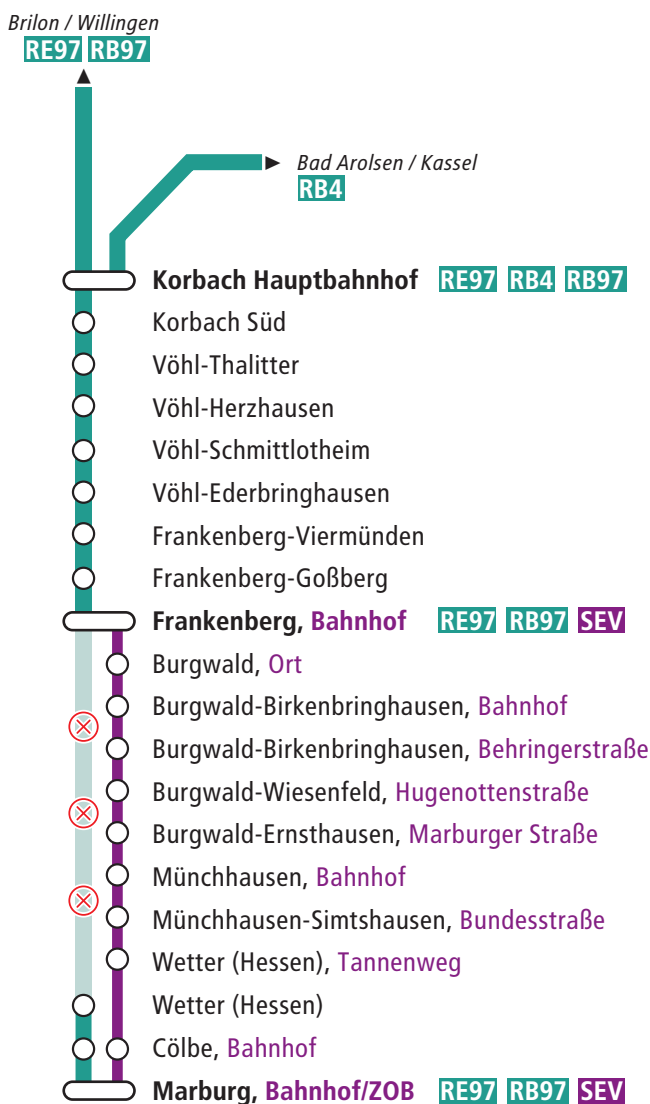 Brilon / Willingen
RE97 RB97
Bad Arolsen / Kassel
RB4
Korbach Hauptbahnhof RE97 RB4 RB97
Korbach Süd
Vöhl-Thalitter
Vöhl-Herzhausen
Vöhl-Schmittlotheim
Vöhl-Ederbringhausen
Frankenberg-Viermünden
Frankenberg-Goßberg
Frankenberg, Bahnhof RE97 RB97 SEV
Burgwald, Ort
Burgwald-Birkenbringhausen, Bahnhof
Burgwald-Birkenbringhausen, Behringerstraße
Burgwald-Wiesenfeld, Hugenottenstraße
Burgwald-Ernsthausen, Marburger Straße
Münchhausen, Bahnhof
Münchhausen-Simtshausen, Bundesstraße
Wetter (Hessen), Tannenweg
Wetter (Hessen)
Cölbe, Bahnhof
Marburg, Bahnhof/ZOB RE97 RB97 SEV